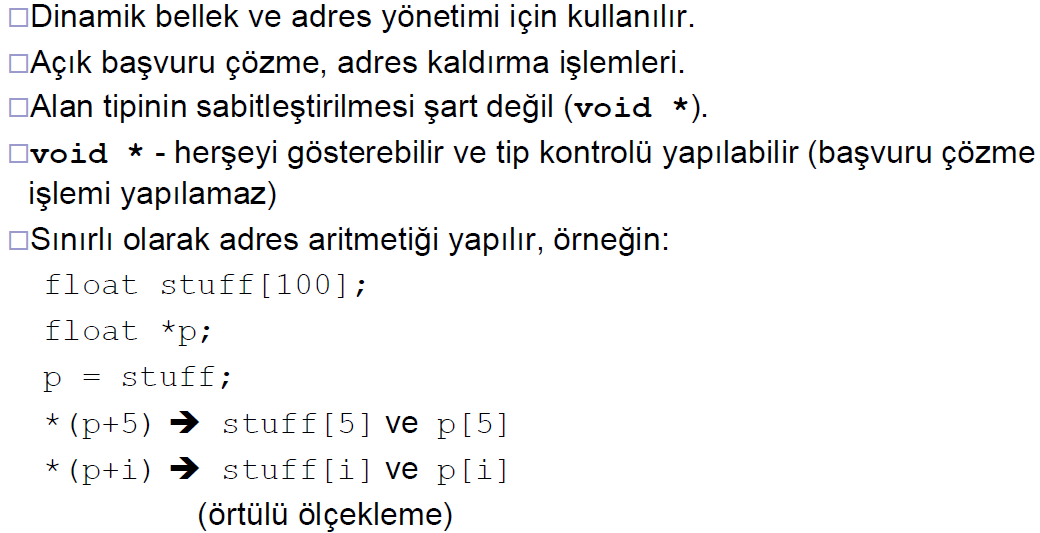 □Dinamik bellek ve adres yönetimi için kullanılır.
□Açık başvuru çözme, adres kaldırma işlemleri.
□Alan tipinin sabitleştirilmesi şart değil (void *).
□void * - herşeyi gösterebilir ve tip kontrolü yapılabilir (başvuru çözme
işlemi yapılamaz)
□Sınırlı olarak adres aritmetiği yapılır, örneğin:
float stuff[100];
float *p;
p = stuff;
*(p+5) ➔ stuff[5] ve p[5]
*(p+i) ➔ stuff[i] ve p[i]
(örtülü ölçekleme)